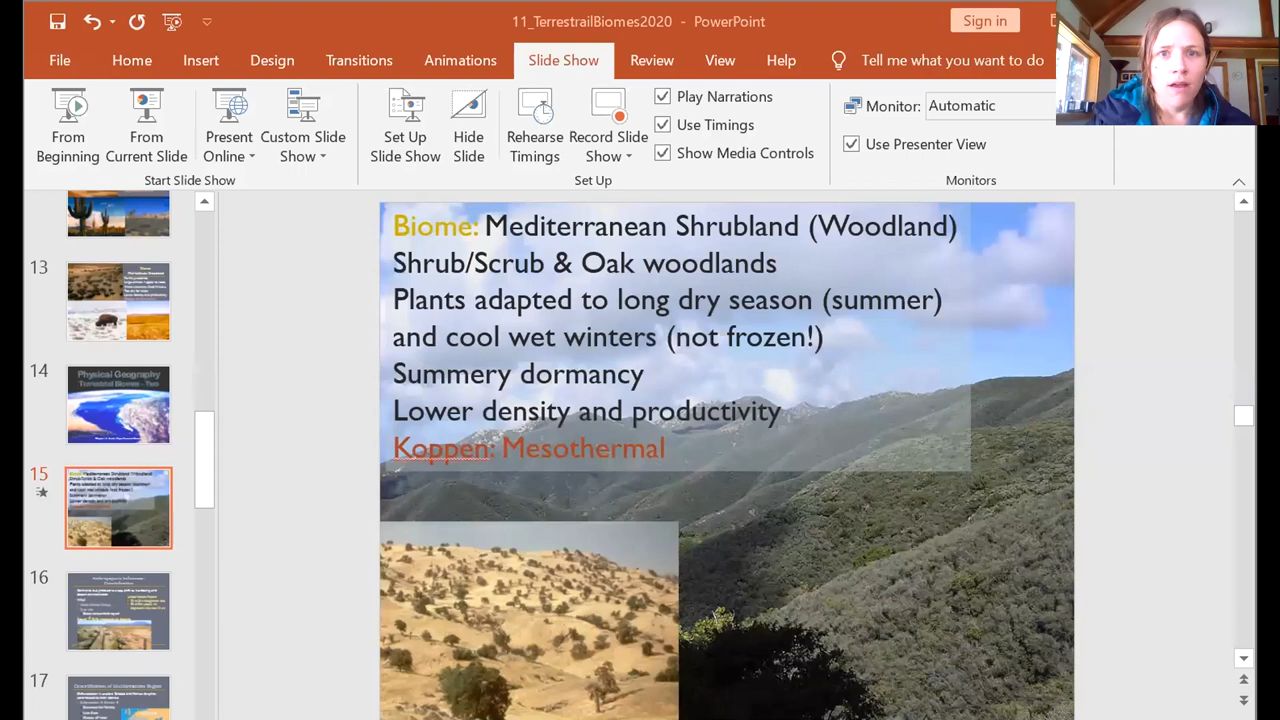 11_TerrestrailBiomes2020 - PowerPoint
Sign in
File Home Insert Design Transitions Animations Slide Show Review View Help Tell me what you want to do
From Beginning
From Current Slide
Present Online
Custom Slide Show
Set Up Slide Show
Hide Slide
Rehearse Timings
Record Slide Show
Play Narrations
Use Timings
Show Media Controls
Monitor: Automatic
Use Presenter View
Start Slide Show
Set Up
Monitors
Biome: Mediterranean Shrubland (Woodland)
Shrub/Scrub & Oak woodlands
Plants adapted to long dry season (summer)
and cool wet winters (not frozen!)
Summery dormancy
Lower density and productivity
Koppen: Mesothermal
13
14
Physical Geography
Terrestrial Biomes - Two
15
16
17